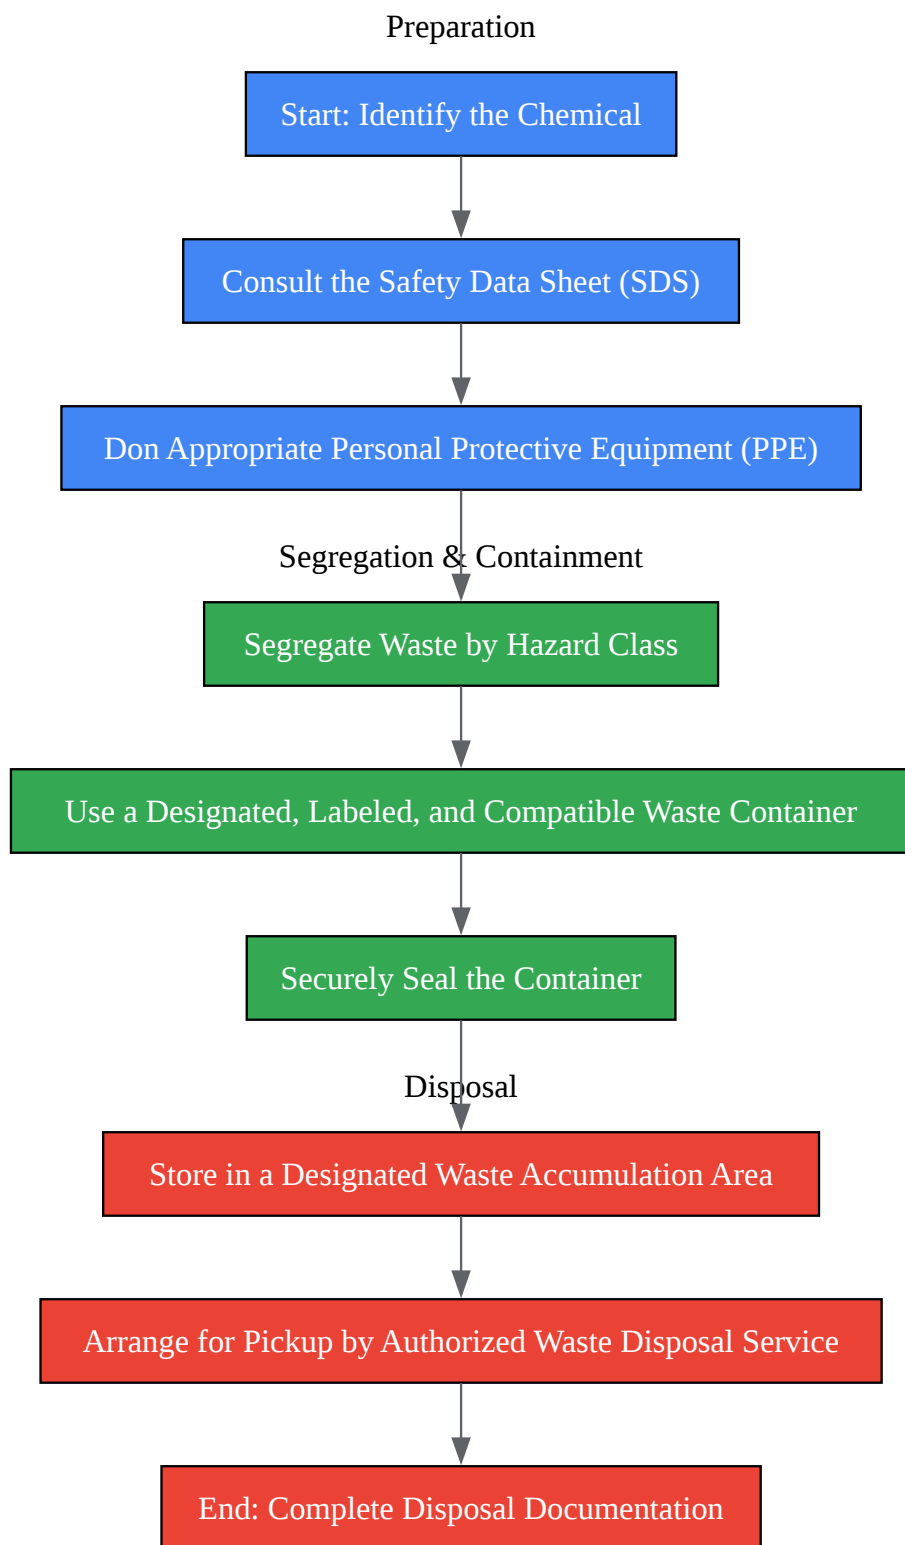 Preparation
Start: Identify the Chemical
Consult the Safety Data Sheet (SDS)
Don Appropriate Personal Protective Equipment (PPE)
Segregation & Containment
Segregate Waste by Hazard Class
Use a Designated, Labeled, and Compatible Waste Container
Securely Seal the Container
Disposal
Store in a Designated Waste Accumulation Area
Arrange for Pickup by Authorized Waste Disposal Service
End: Complete Disposal Documentation